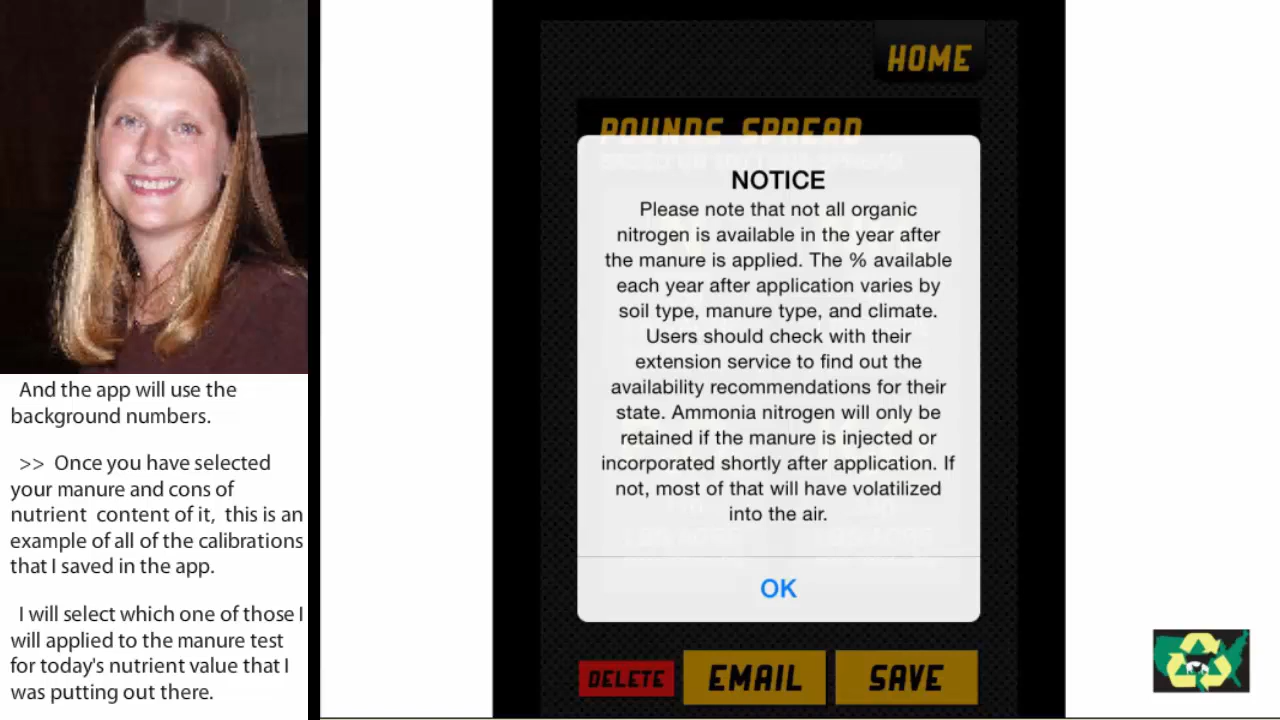 And the app will use the
background numbers.
>> Once you have selected
your manure and cons of
nutrient content of it, this is an
example of all of the calibrations
that I saved in the app.
I will select which one of those I
will applied to the manure test
for today's nutrient value that I
was putting out there.
HOME
POUNDS SPREAD
NOTICE
Please note that not all organic
nitrogen is available in the year after
the manure is applied. The % available
each year after application varies by
soil type, manure type, and climate.
Users should check with their
extension service to find out the
availability recommendations for their
state. Ammonia nitrogen will only be
retained if the manure is injected or
incorporated shortly after application. If
not, most of that will have volatilized
into the air.
OK
DELETE
EMAIL
SAVE